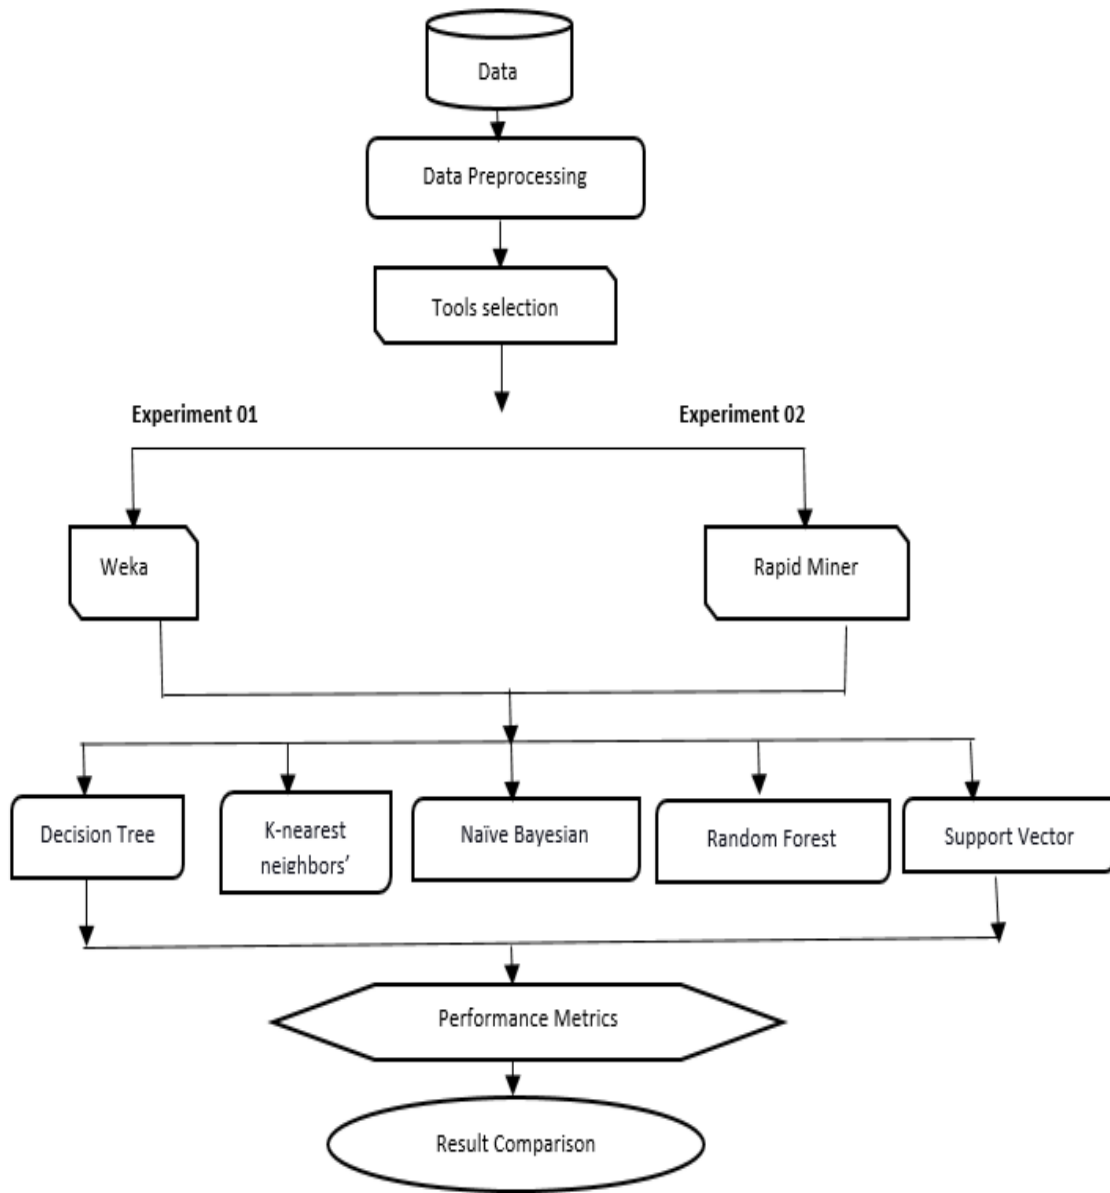 Data
Data Preprocessing
Tools selection
Experiment 01
Experiment 02
Weka
Rapid Miner
Decision Tree
K-nearest
neighbors’
Naïve Bayesian
Random Forest
Support Vector
Performance Metrics
Result Comparison